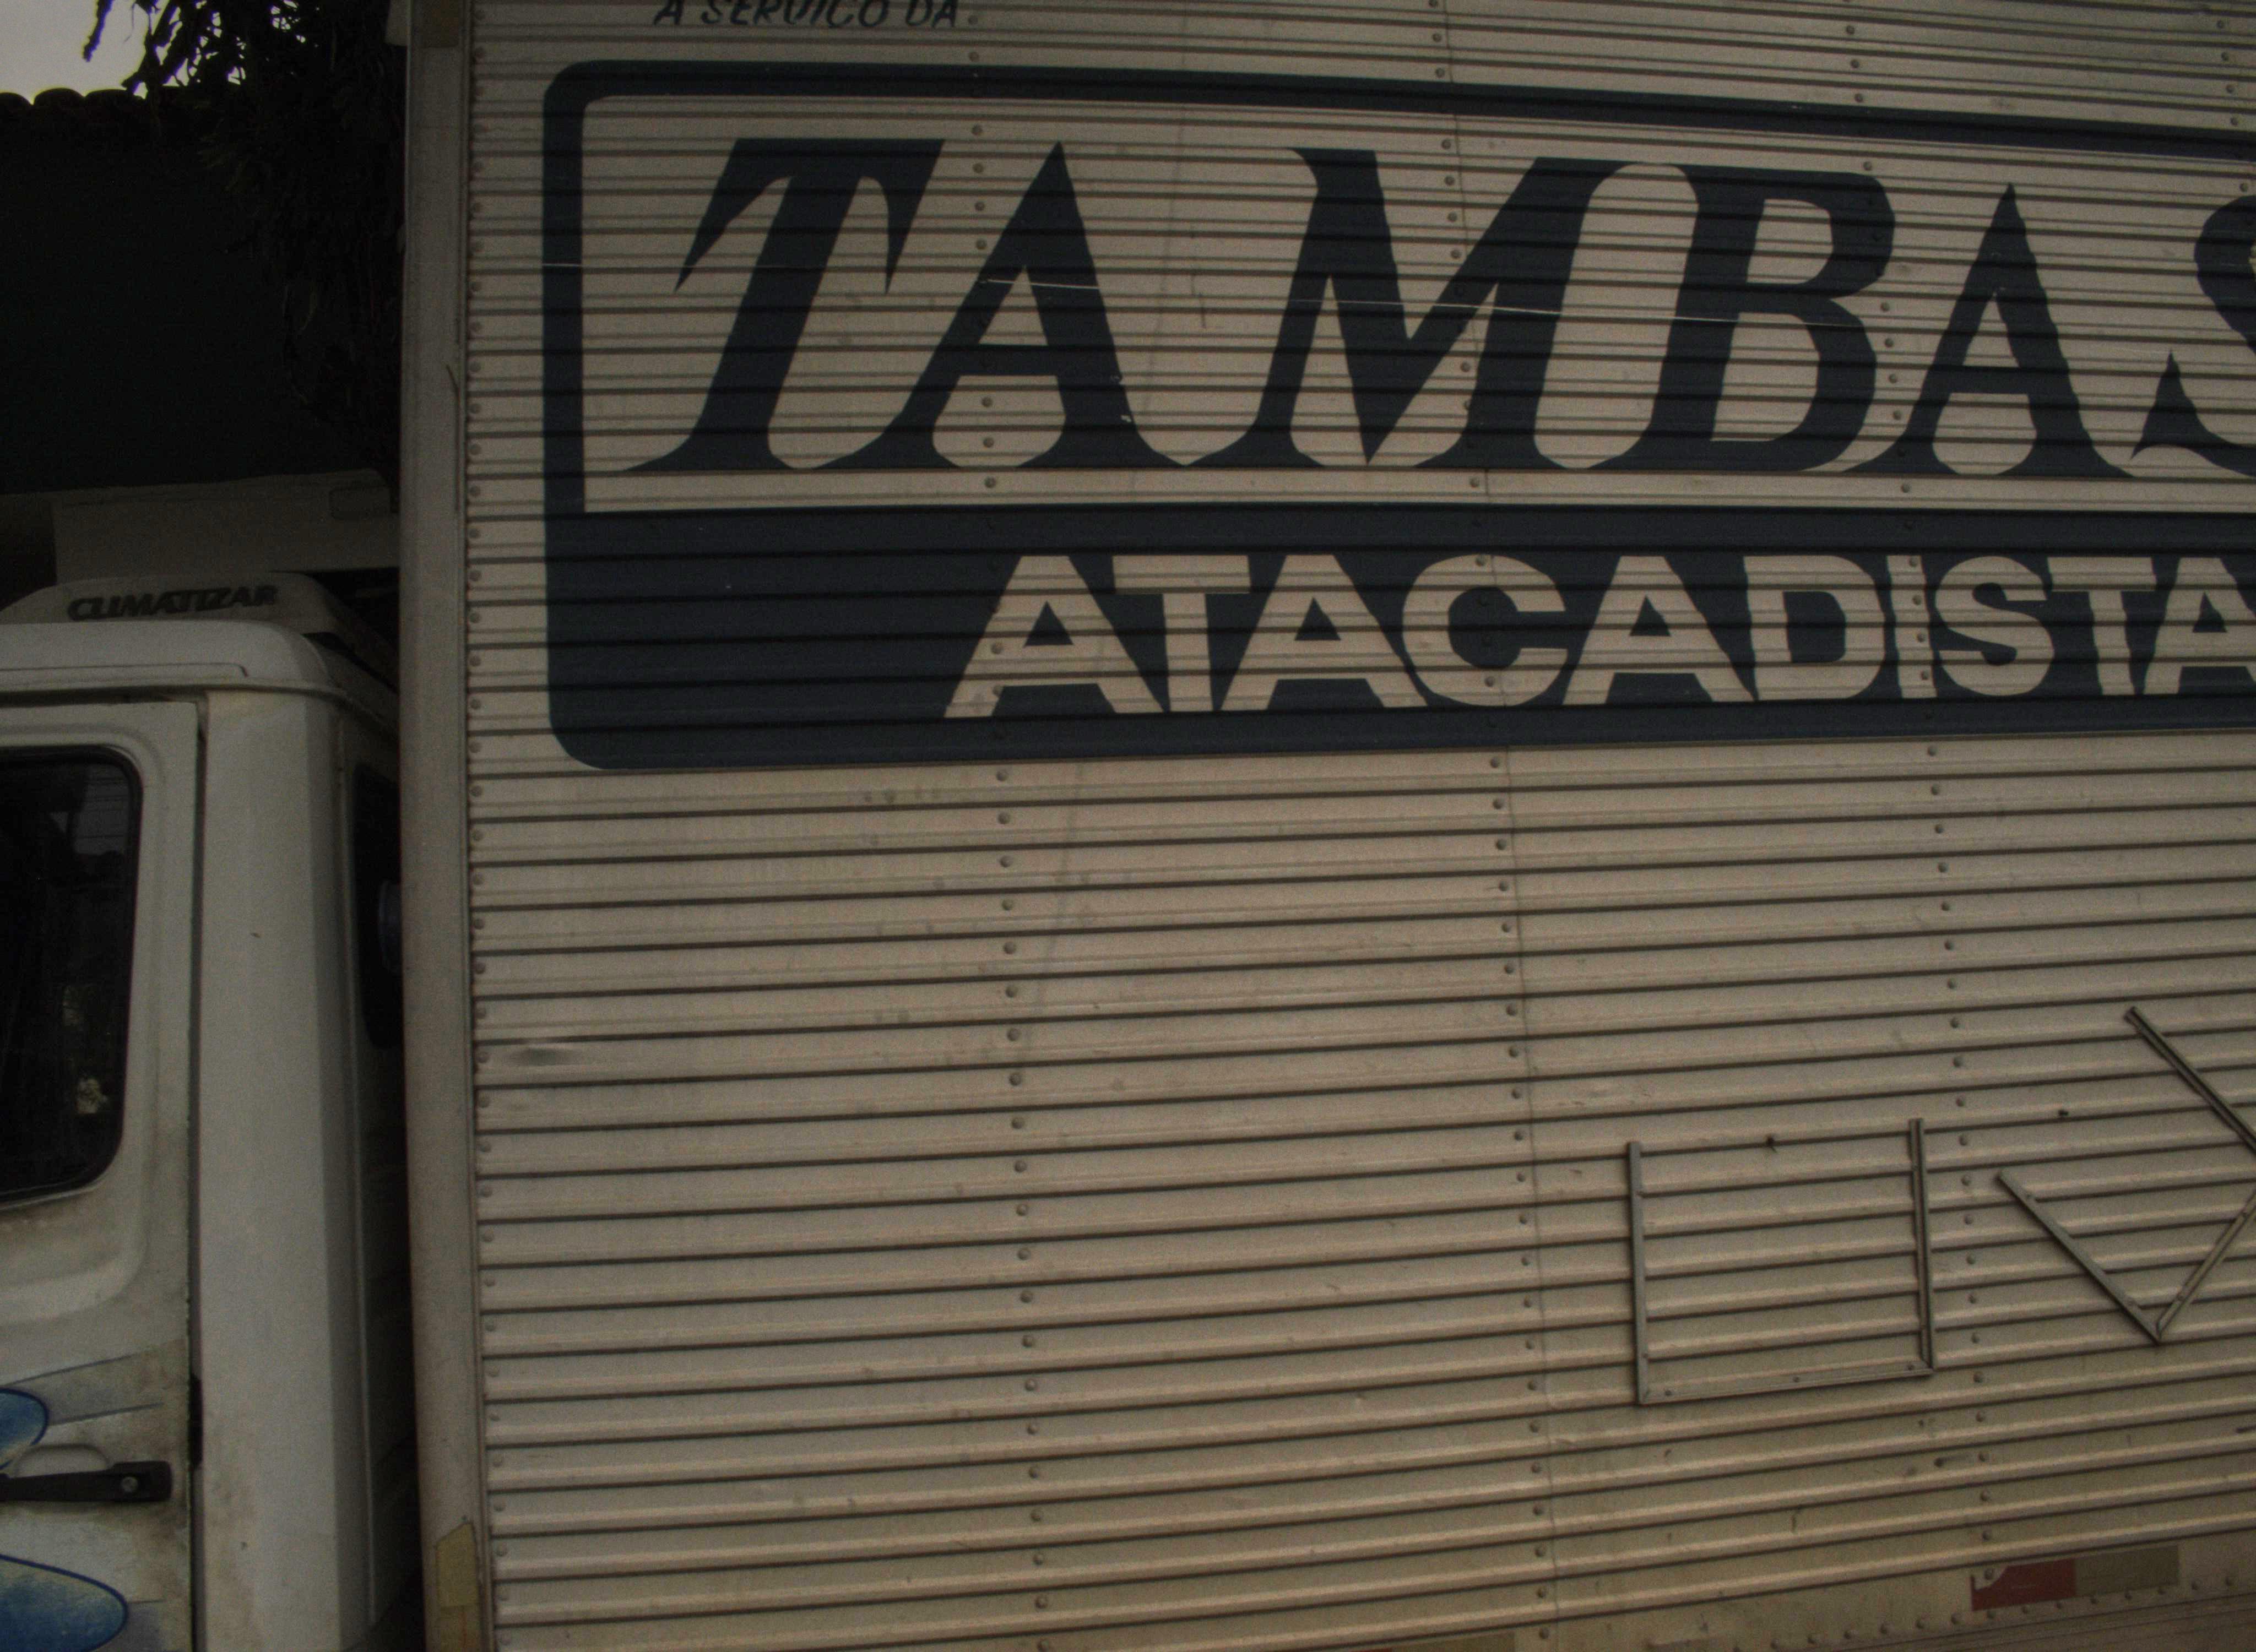 A SERVIÇO DA
TAMBAS
ATACADISTA
CLIMATIZAR